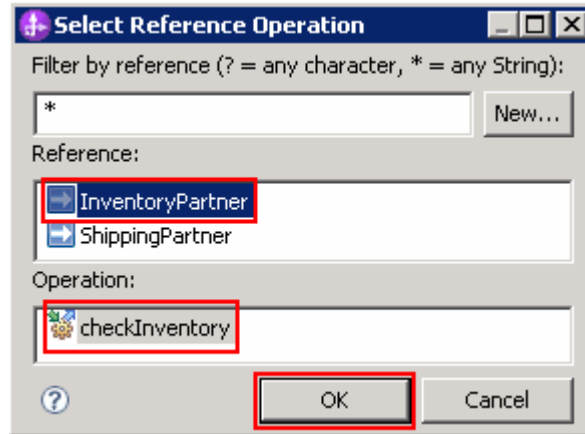 Select Reference Operation
Filter by reference (? = any character, * = any String):
*
New...
Reference:
InventoryPartner
ShippingPartner
Operation:
checkInventory
OK
Cancel